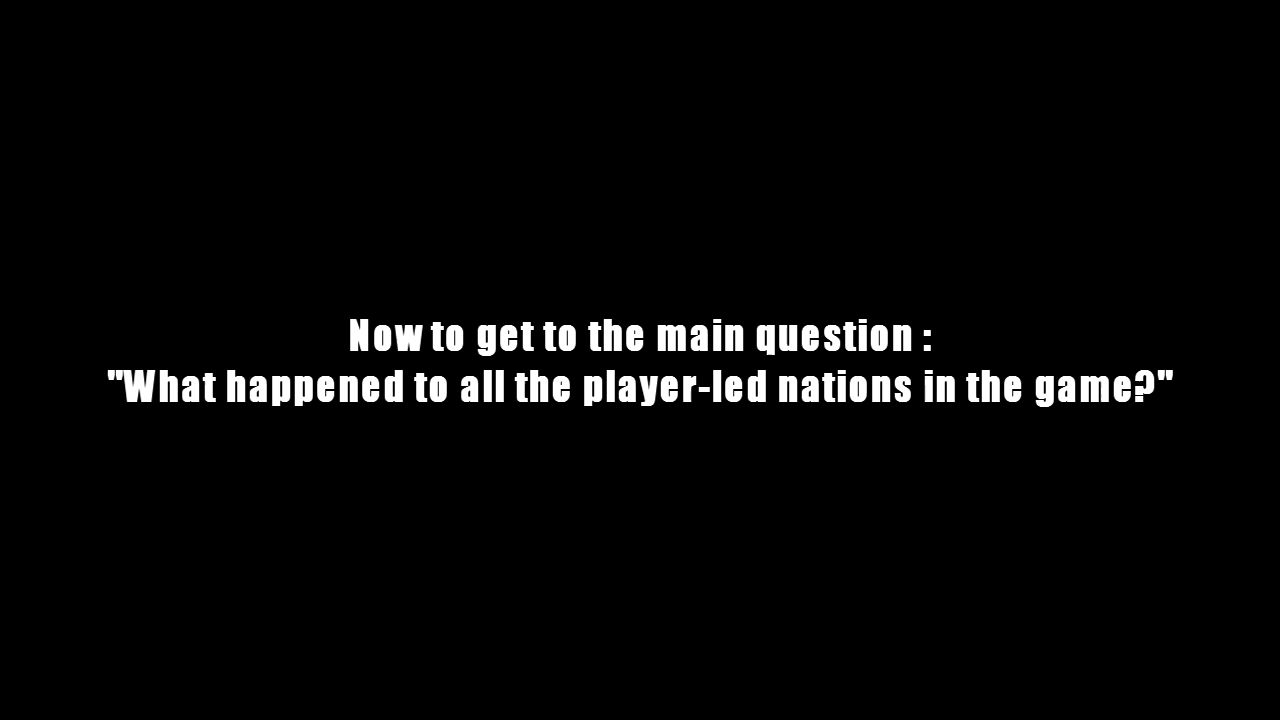 Now to get to the main question :
"What happened to all the player-led nations in the game?"